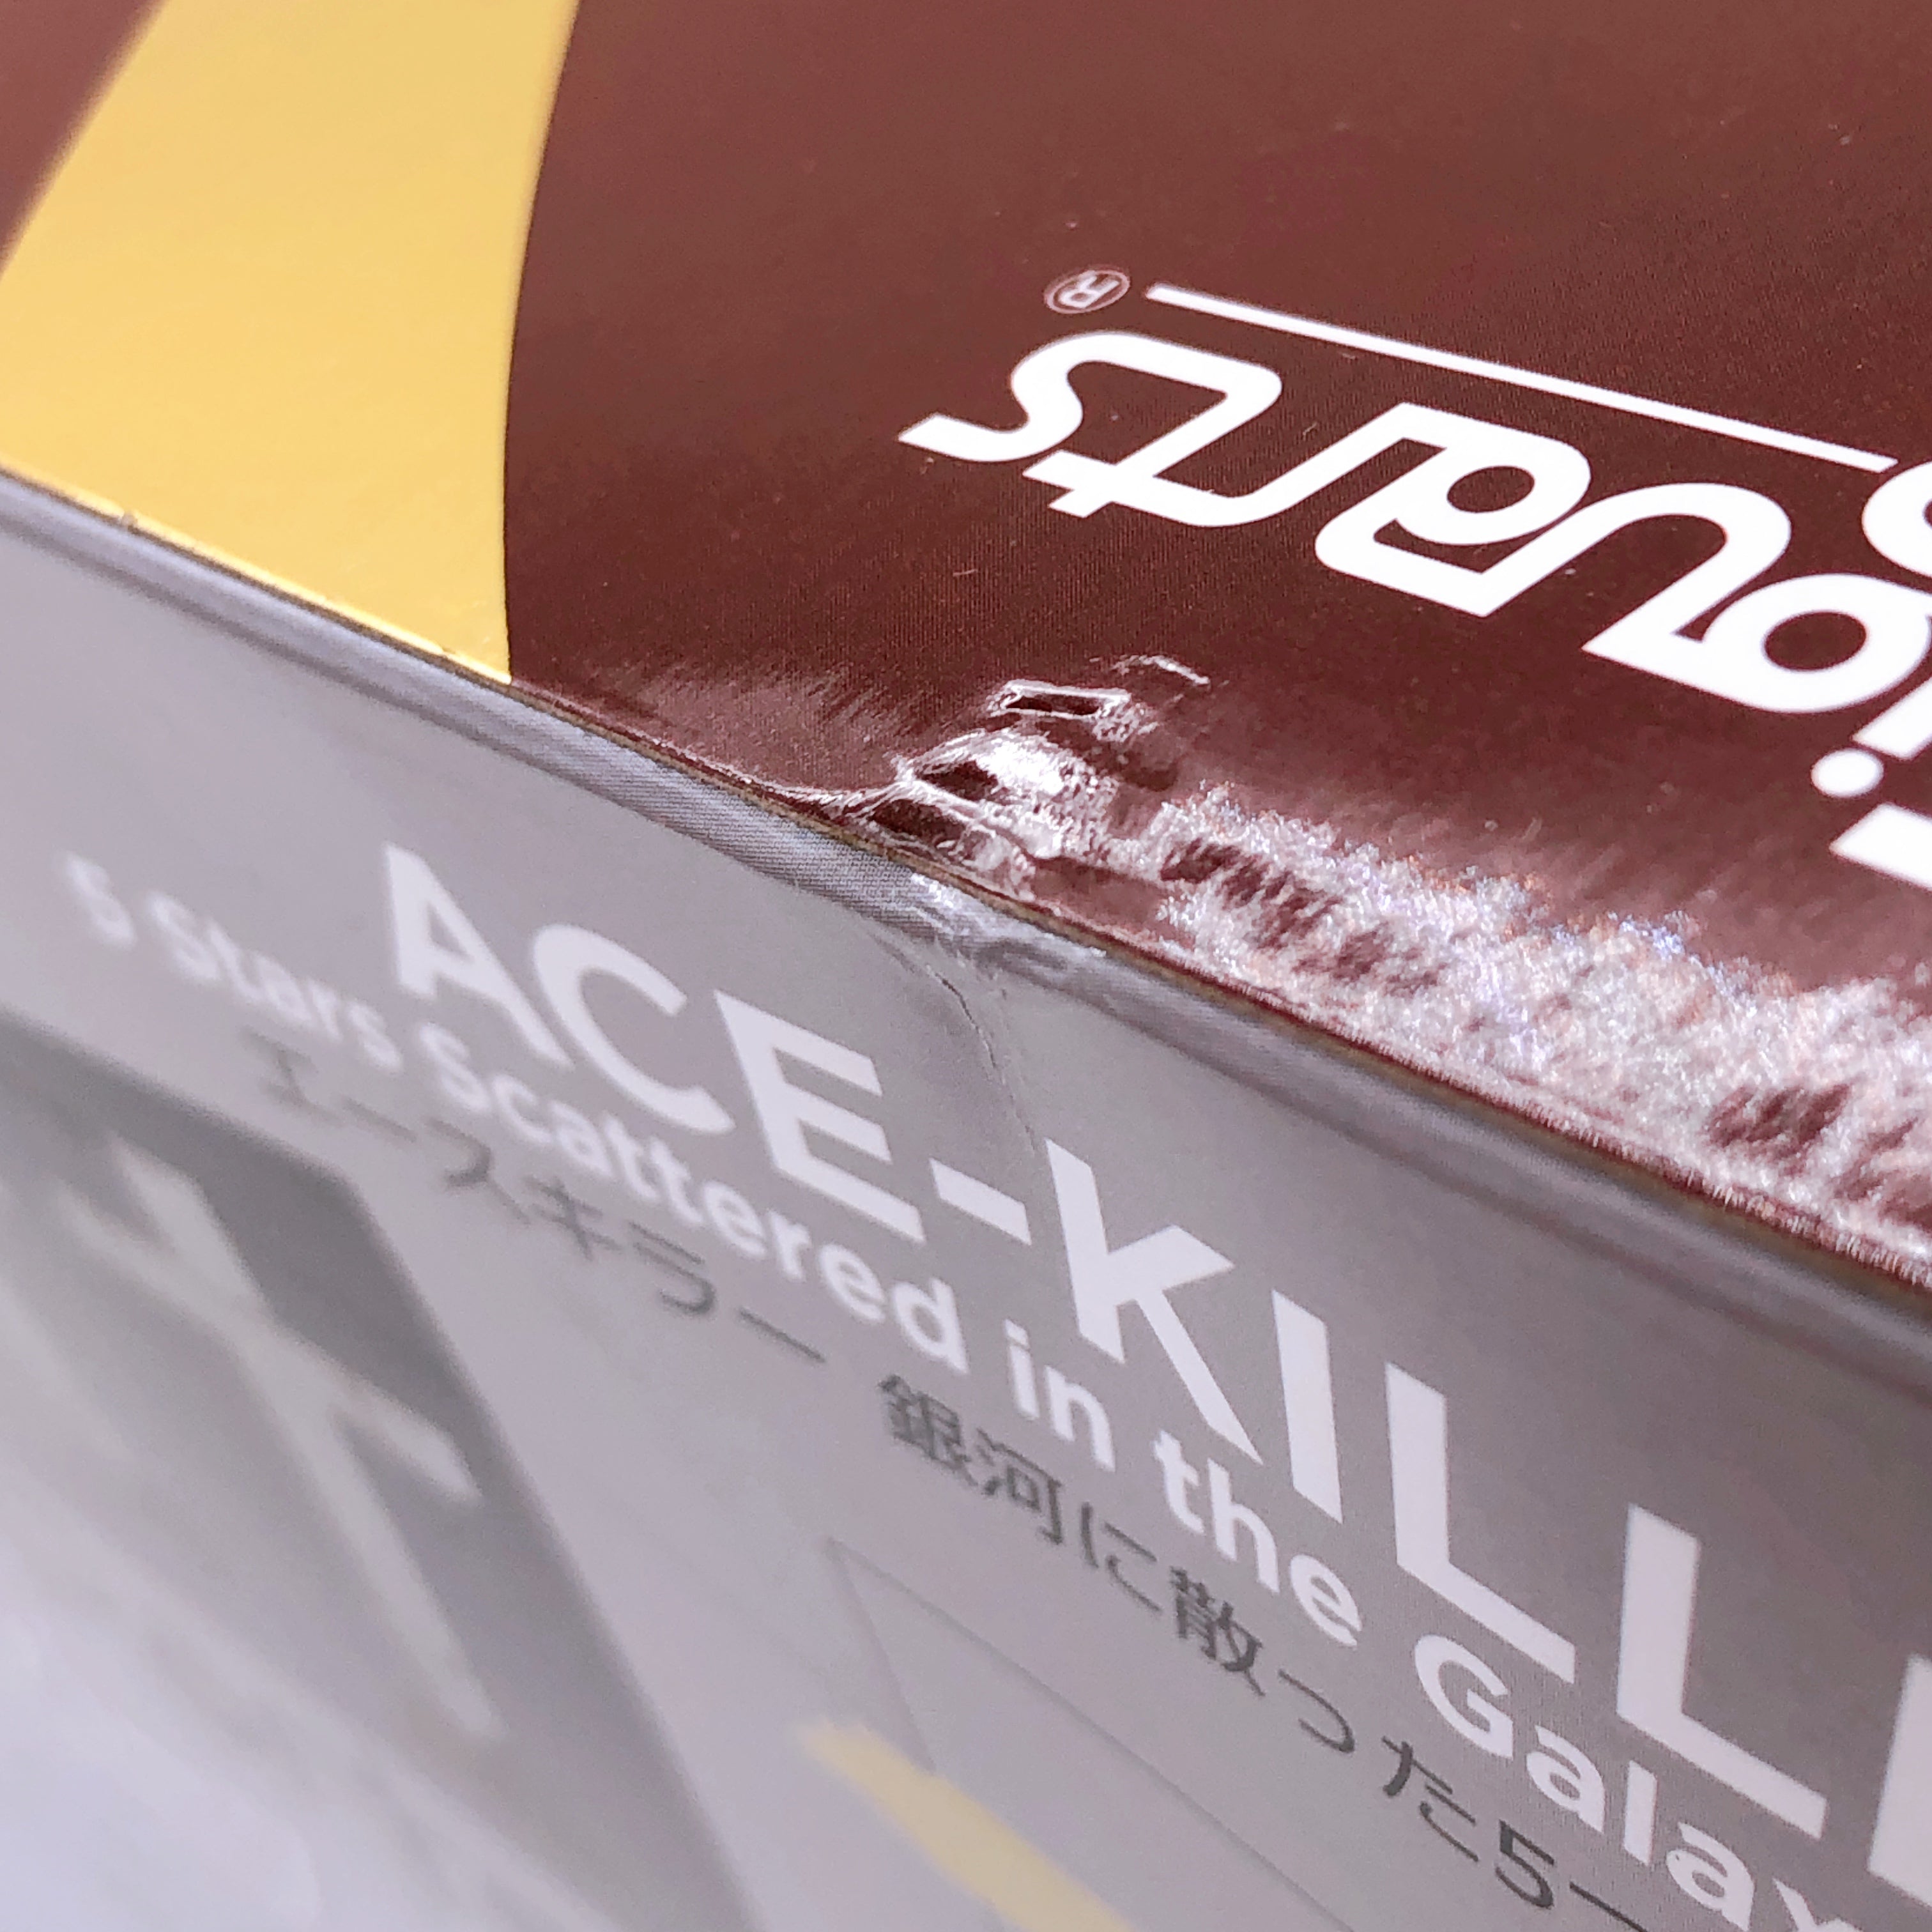 Figuarts
®
ACE-KILL
5 Stars Scattered in the Galaxy
エースキラー 銀河に散った5